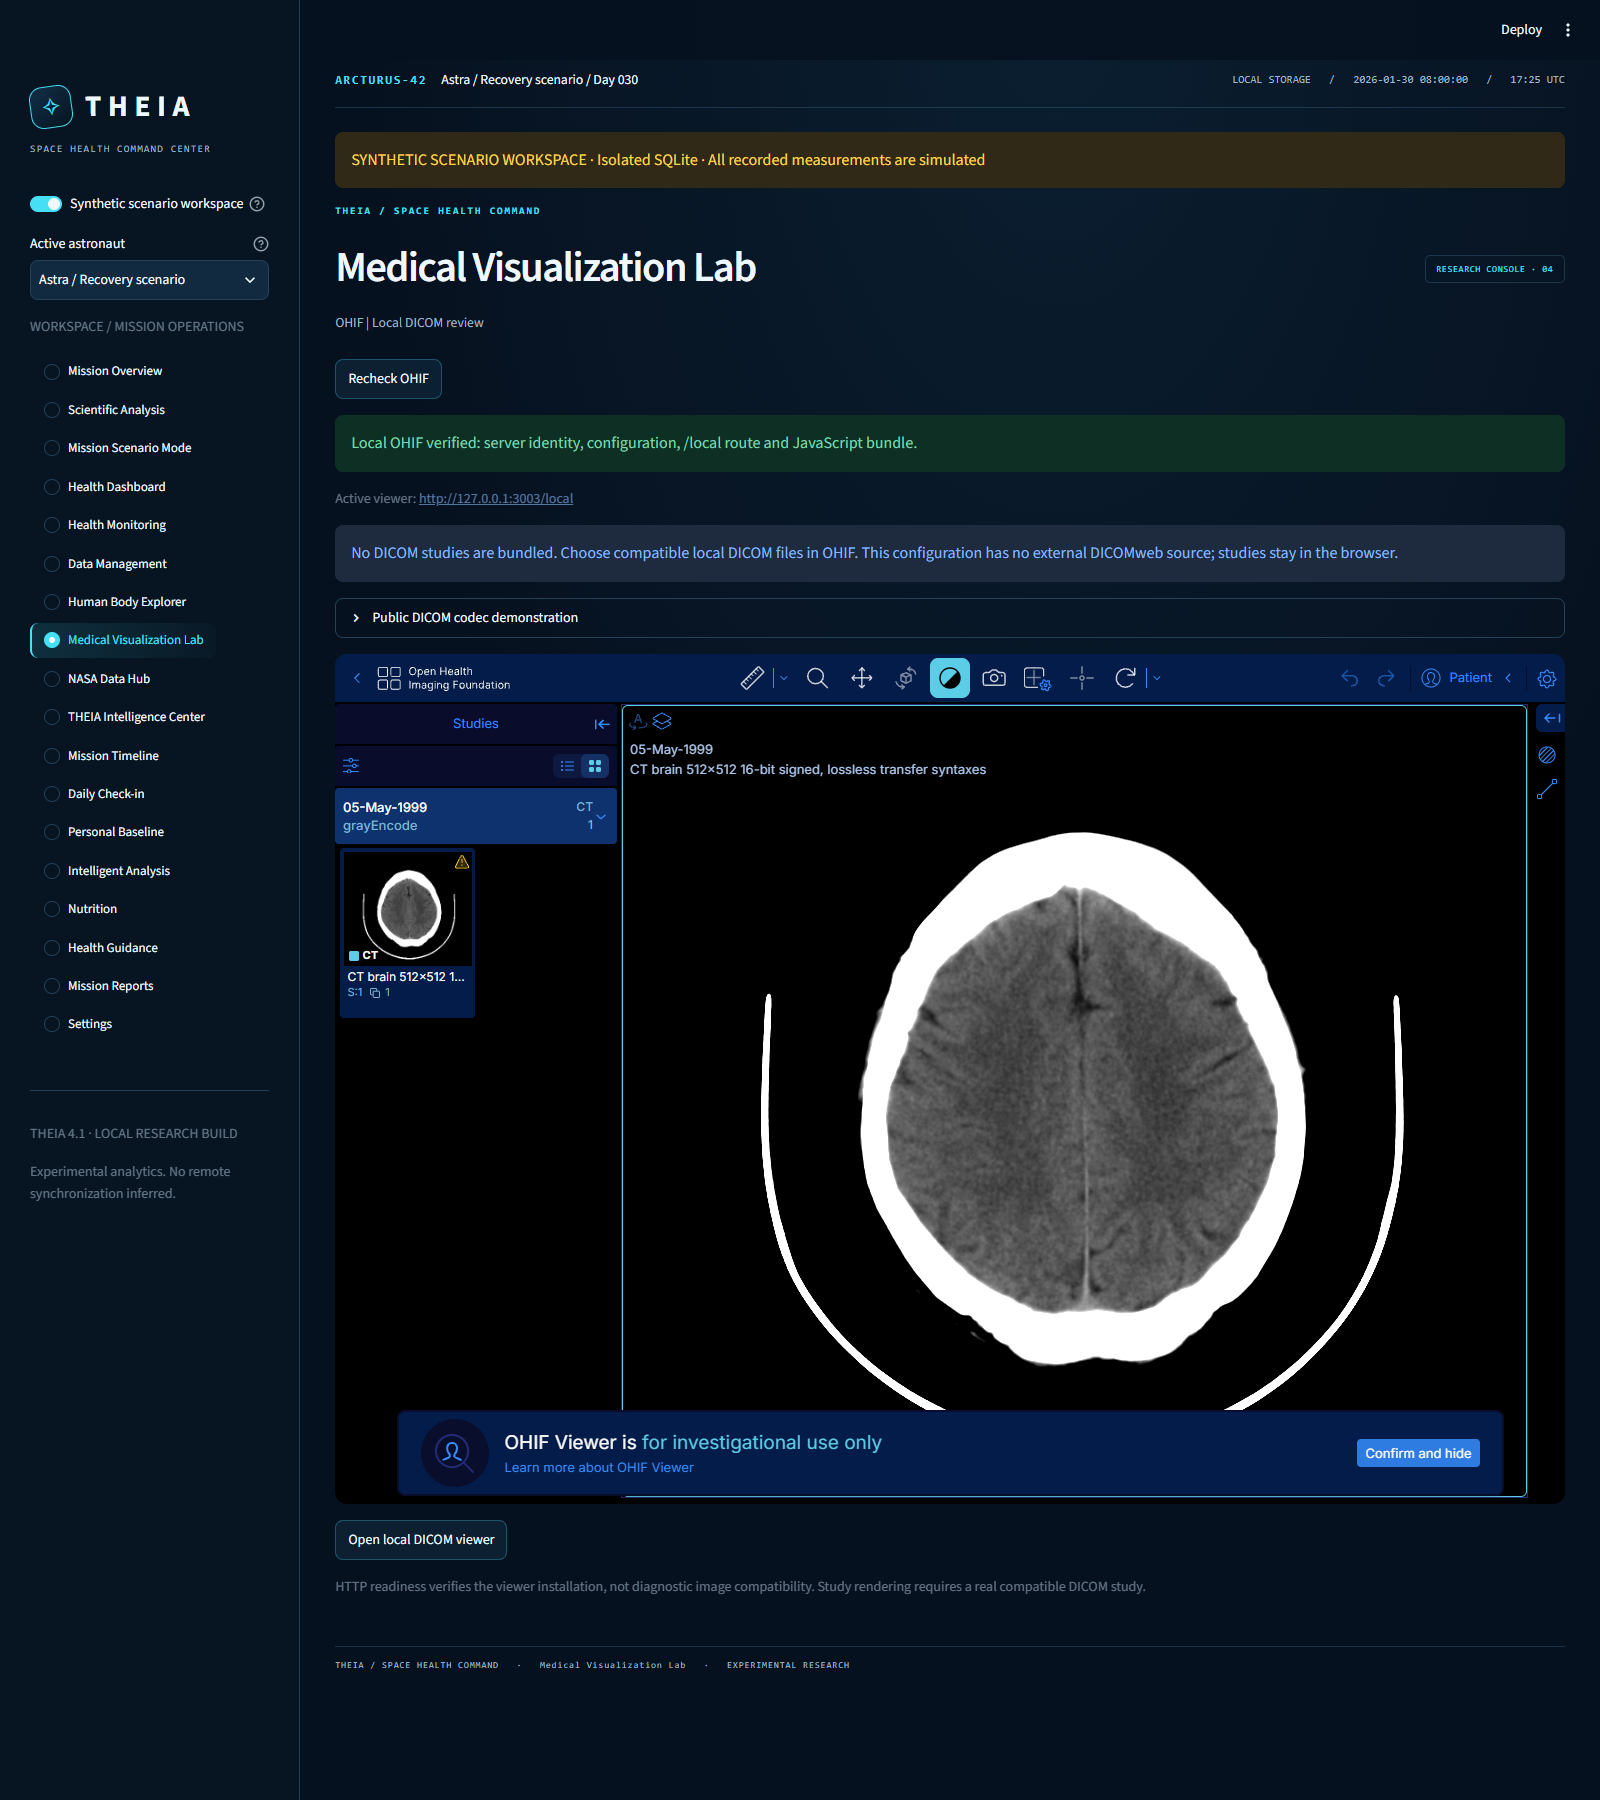 Deploy
THEIA
SPACE HEALTH COMMAND CENTER
Synthetic scenario workspace
Active astronaut
Astra / Recovery scenario
WORKSPACE / MISSION OPERATIONS
Mission Overview
Scientific Analysis
Mission Scenario Mode
Health Dashboard
Health Monitoring
Data Management
Human Body Explorer
Medical Visualization Lab
NASA Data Hub
THEIA Intelligence Center
Mission Timeline
Daily Check-in
Personal Baseline
Intelligent Analysis
Nutrition
Health Guidance
Mission Reports
Settings
THEIA 4.1 · LOCAL RESEARCH BUILD
Experimental analytics. No remote
synchronization inferred.
ARCTURUS-42 Astra / Recovery scenario / Day 030
LOCAL STORAGE / 2026-01-30 08:00:00 / 17:25 UTC
SYNTHETIC SCENARIO WORKSPACE · Isolated SQLite · All recorded measurements are simulated
THEIA / SPACE HEALTH COMMAND
Medical Visualization Lab
RESEARCH CONSOLE · 04
OHIF | Local DICOM review
Recheck OHIF
Local OHIF verified: server identity, configuration, /local route and JavaScript bundle.
Active viewer: http://127.0.0.1:3003/local
No DICOM studies are bundled. Choose compatible local DICOM files in OHIF. This configuration has no external DICOMweb source; studies stay in the browser.
Public DICOM codec demonstration
Open Health
Imaging Foundation
Patient
Studies
05-May-1999 CT
grayEncode 1
CT
CT brain 512×512 1...
S:1 1
A
05-May-1999
CT brain 512×512 16-bit signed, lossless transfer syntaxes
OHIF Viewer is for investigational use only
Learn more about OHIF Viewer
Confirm and hide
Open local DICOM viewer
HTTP readiness verifies the viewer installation, not diagnostic image compatibility. Study rendering requires a real compatible DICOM study.
THEIA / SPACE HEALTH COMMAND · Medical Visualization Lab · EXPERIMENTAL RESEARCH